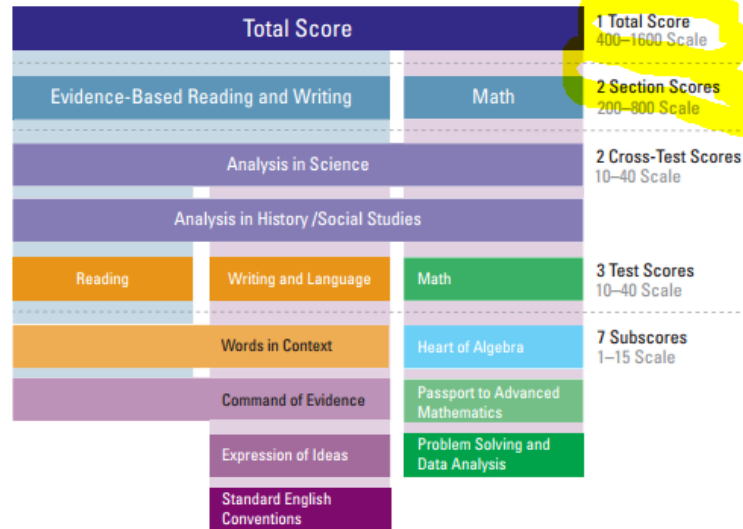 Total Score
1 Total Score
400–1600 Scale
Evidence-Based Reading and Writing
Math
2 Section Scores
200–800 Scale
Analysis in Science
2 Cross-Test Scores
10–40 Scale
Analysis in History /Social Studies
Reading
Writing and Language
Math
3 Test Scores
10–40 Scale
Words in Context
Heart of Algebra
7 Subscores
1–15 Scale
Command of Evidence
Passport to Advanced
Mathematics
Expression of Ideas
Problem Solving and
Data Analysis
Standard English
Conventions